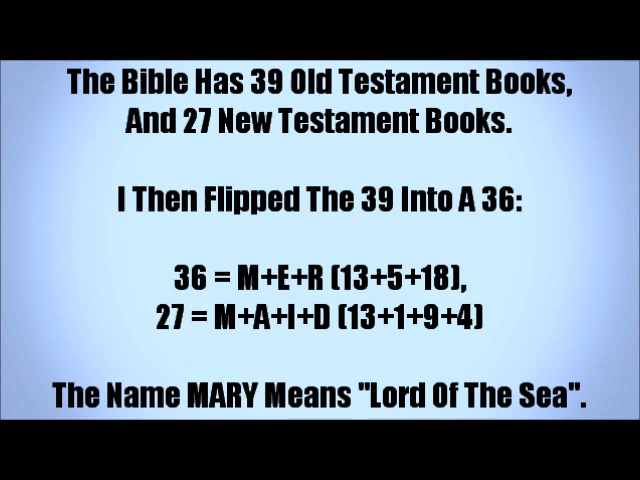 The Bible Has 39 Old Testament Books,
And 27 New Testament Books.
I Then Flipped The 39 Into A 36:
36 = M+E+R (13+5+18),
27 = M+A+I+D (13+1+9+4)
The Name MARY Means "Lord Of The Sea".